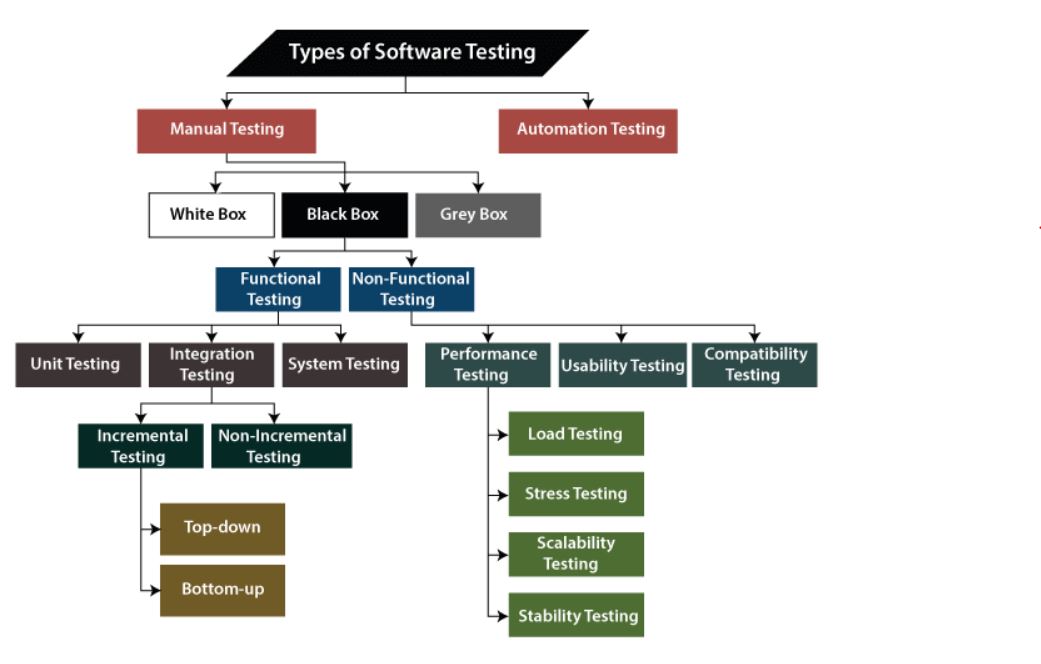 Types of Software Testing
Manual Testing
Automation Testing
White Box
Black Box
Grey Box
Functional
Testing
Non-Functional
Testing
Unit Testing
Integration
Testing
System Testing
Performance
Testing
Usability Testing
Compatibility
Testing
Incremental
Testing
Non-Incremental
Testing
Load Testing
Stress Testing
Top-down
Scalability
Testing
Bottom-up
Stability Testing